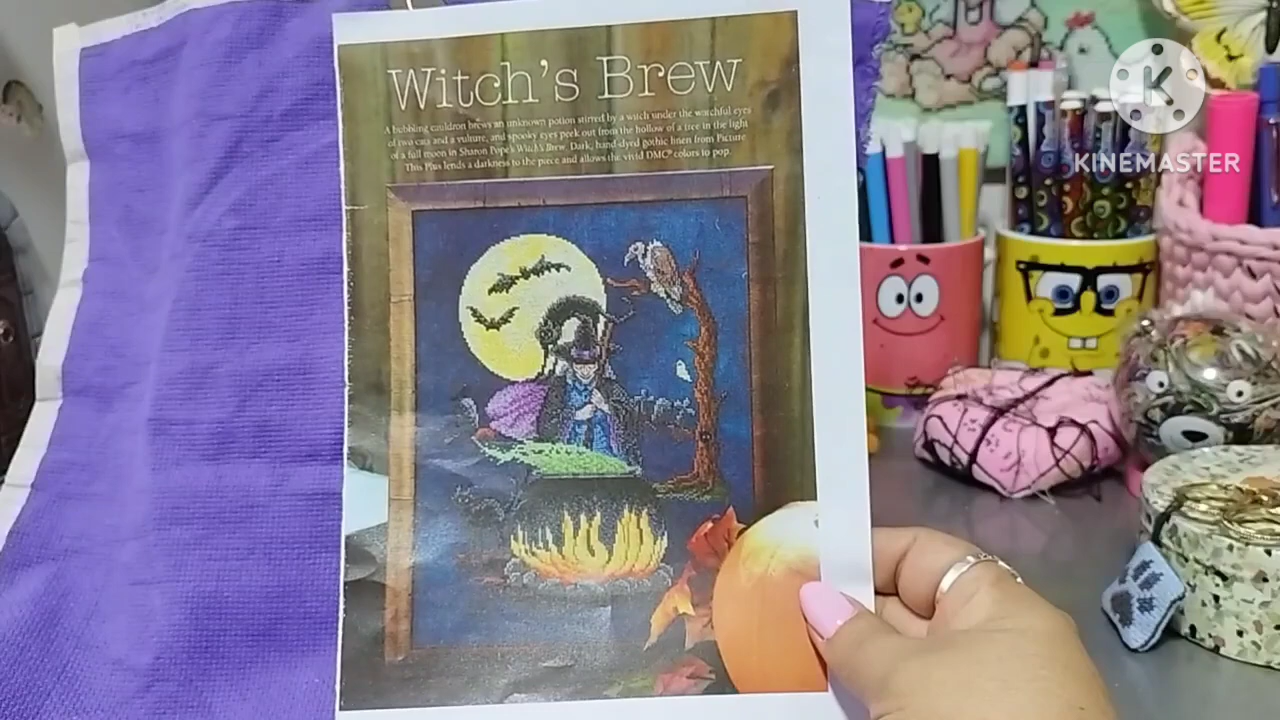 Witch's Brew
A bubbling cauldron brews an unknown potion stirred by a witch under the watchful eyes
of two cats and a vulture, and spooky eyes peek out from the hollow of a tree in the light
of a full moon in Sharon Pope's Witch's Brew. Dark, hand-dyed gothic linen from Picture
This Plus lends a darkness to the piece and allows the vivid DMC® colors to pop.
K
KINEMASTER